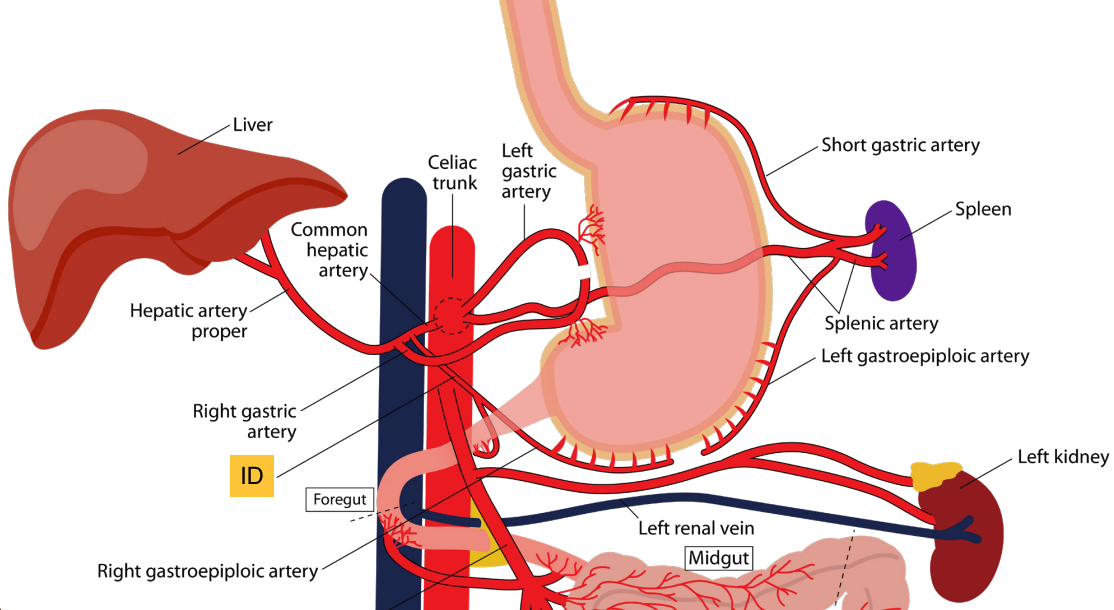 Liver
Celiac
trunk
Left
gastric
artery
Short gastric artery
Spleen
Common
hepatic
artery
Hepatic artery
proper
Splenic artery
Left gastroepiploic artery
Right gastric
artery
ID
Foregut
Left kidney
Left renal vein
Midgut
Right gastroepiploic artery